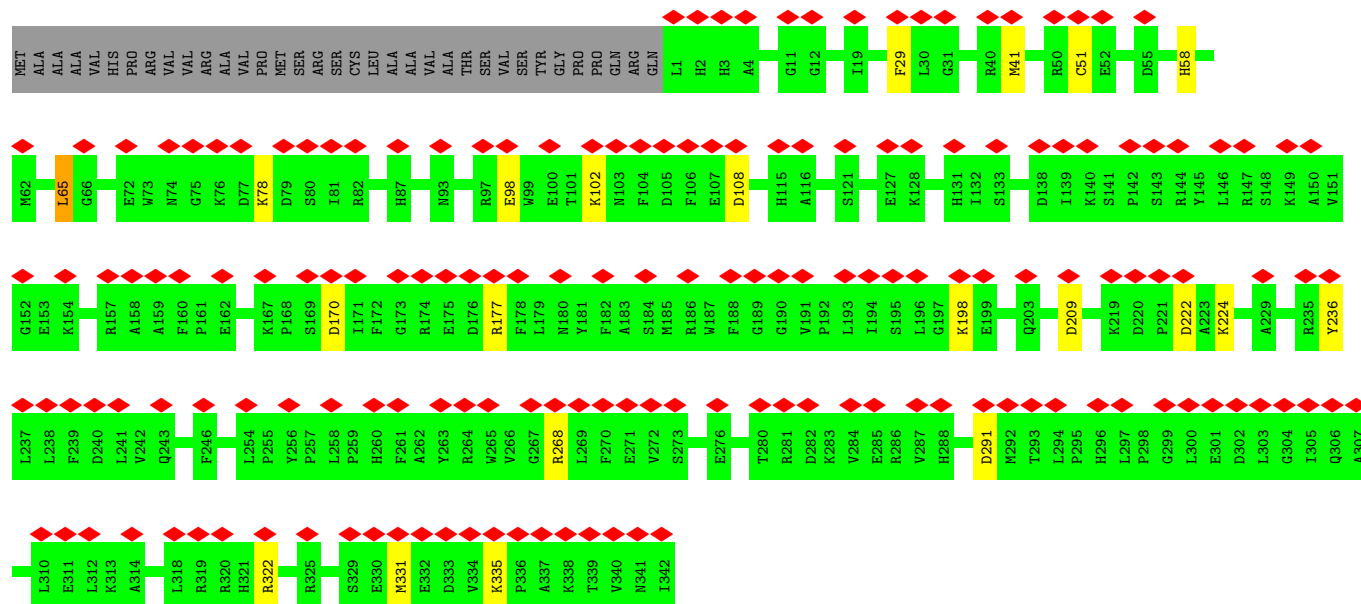 MET ALA ALA ALA VAL HIS PRO ARG VAL VAL ARG ALA VAL PRO MET SER ARG SER CYS LEU ALA ALA VAL ALA THR SER VAL SER TYR GLY PRO PRO GLN ARG GLN L1 H2 H3 A4 G11 G12 I19 F29 L30 G31 R40 M41 R50 C51 E52 D55 H58
M62 L65 G66 E72 W73 N74 G75 K76 D77 K78 D79 S80 I81 R82 H87 N93 R97 E98 W99 E100 T101 K102 N103 F104 D105 F106 E107 D108 H115 A116 S121 E127 K128 H131 I132 S133 D138 I139 K140 S141 P142 S143 R144 Y145 L146 R147 S148 K149 A150 V151
G152 E153 K154 R157 A158 A159 F160 P161 E162 K167 P168 S169 D170 I171 F172 G173 R174 E175 D176 R177 F178 L179 N180 Y181 F182 A183 S184 M185 R186 W187 F188 G189 G190 V191 P192 L193 I194 S195 L196 G197 K198 E199 Q203 D209 K219 D220 P221 D222 A223 K224 A229 R235 Y236
L237 L238 F239 D240 L241 V242 Q243 F246 L254 P255 Y256 P257 L258 P259 H260 F261 A262 Y263 R264 W265 V266 G267 R268 L269 F270 E271 V272 S273 E276 T280 R281 D282 K283 V284 E285 R286 V287 H288 D291 M292 T293 L294 P295 H296 L297 P298 G299 L300 E301 D302 L303 G304 I305 Q306 A307
L310 E311 L312 K313 A314 L318 R319 R320 H321 R322 R325 S329 E330 M331 E332 D333 V334 K335 P336 A337 K338 T339 V340 N341 I342